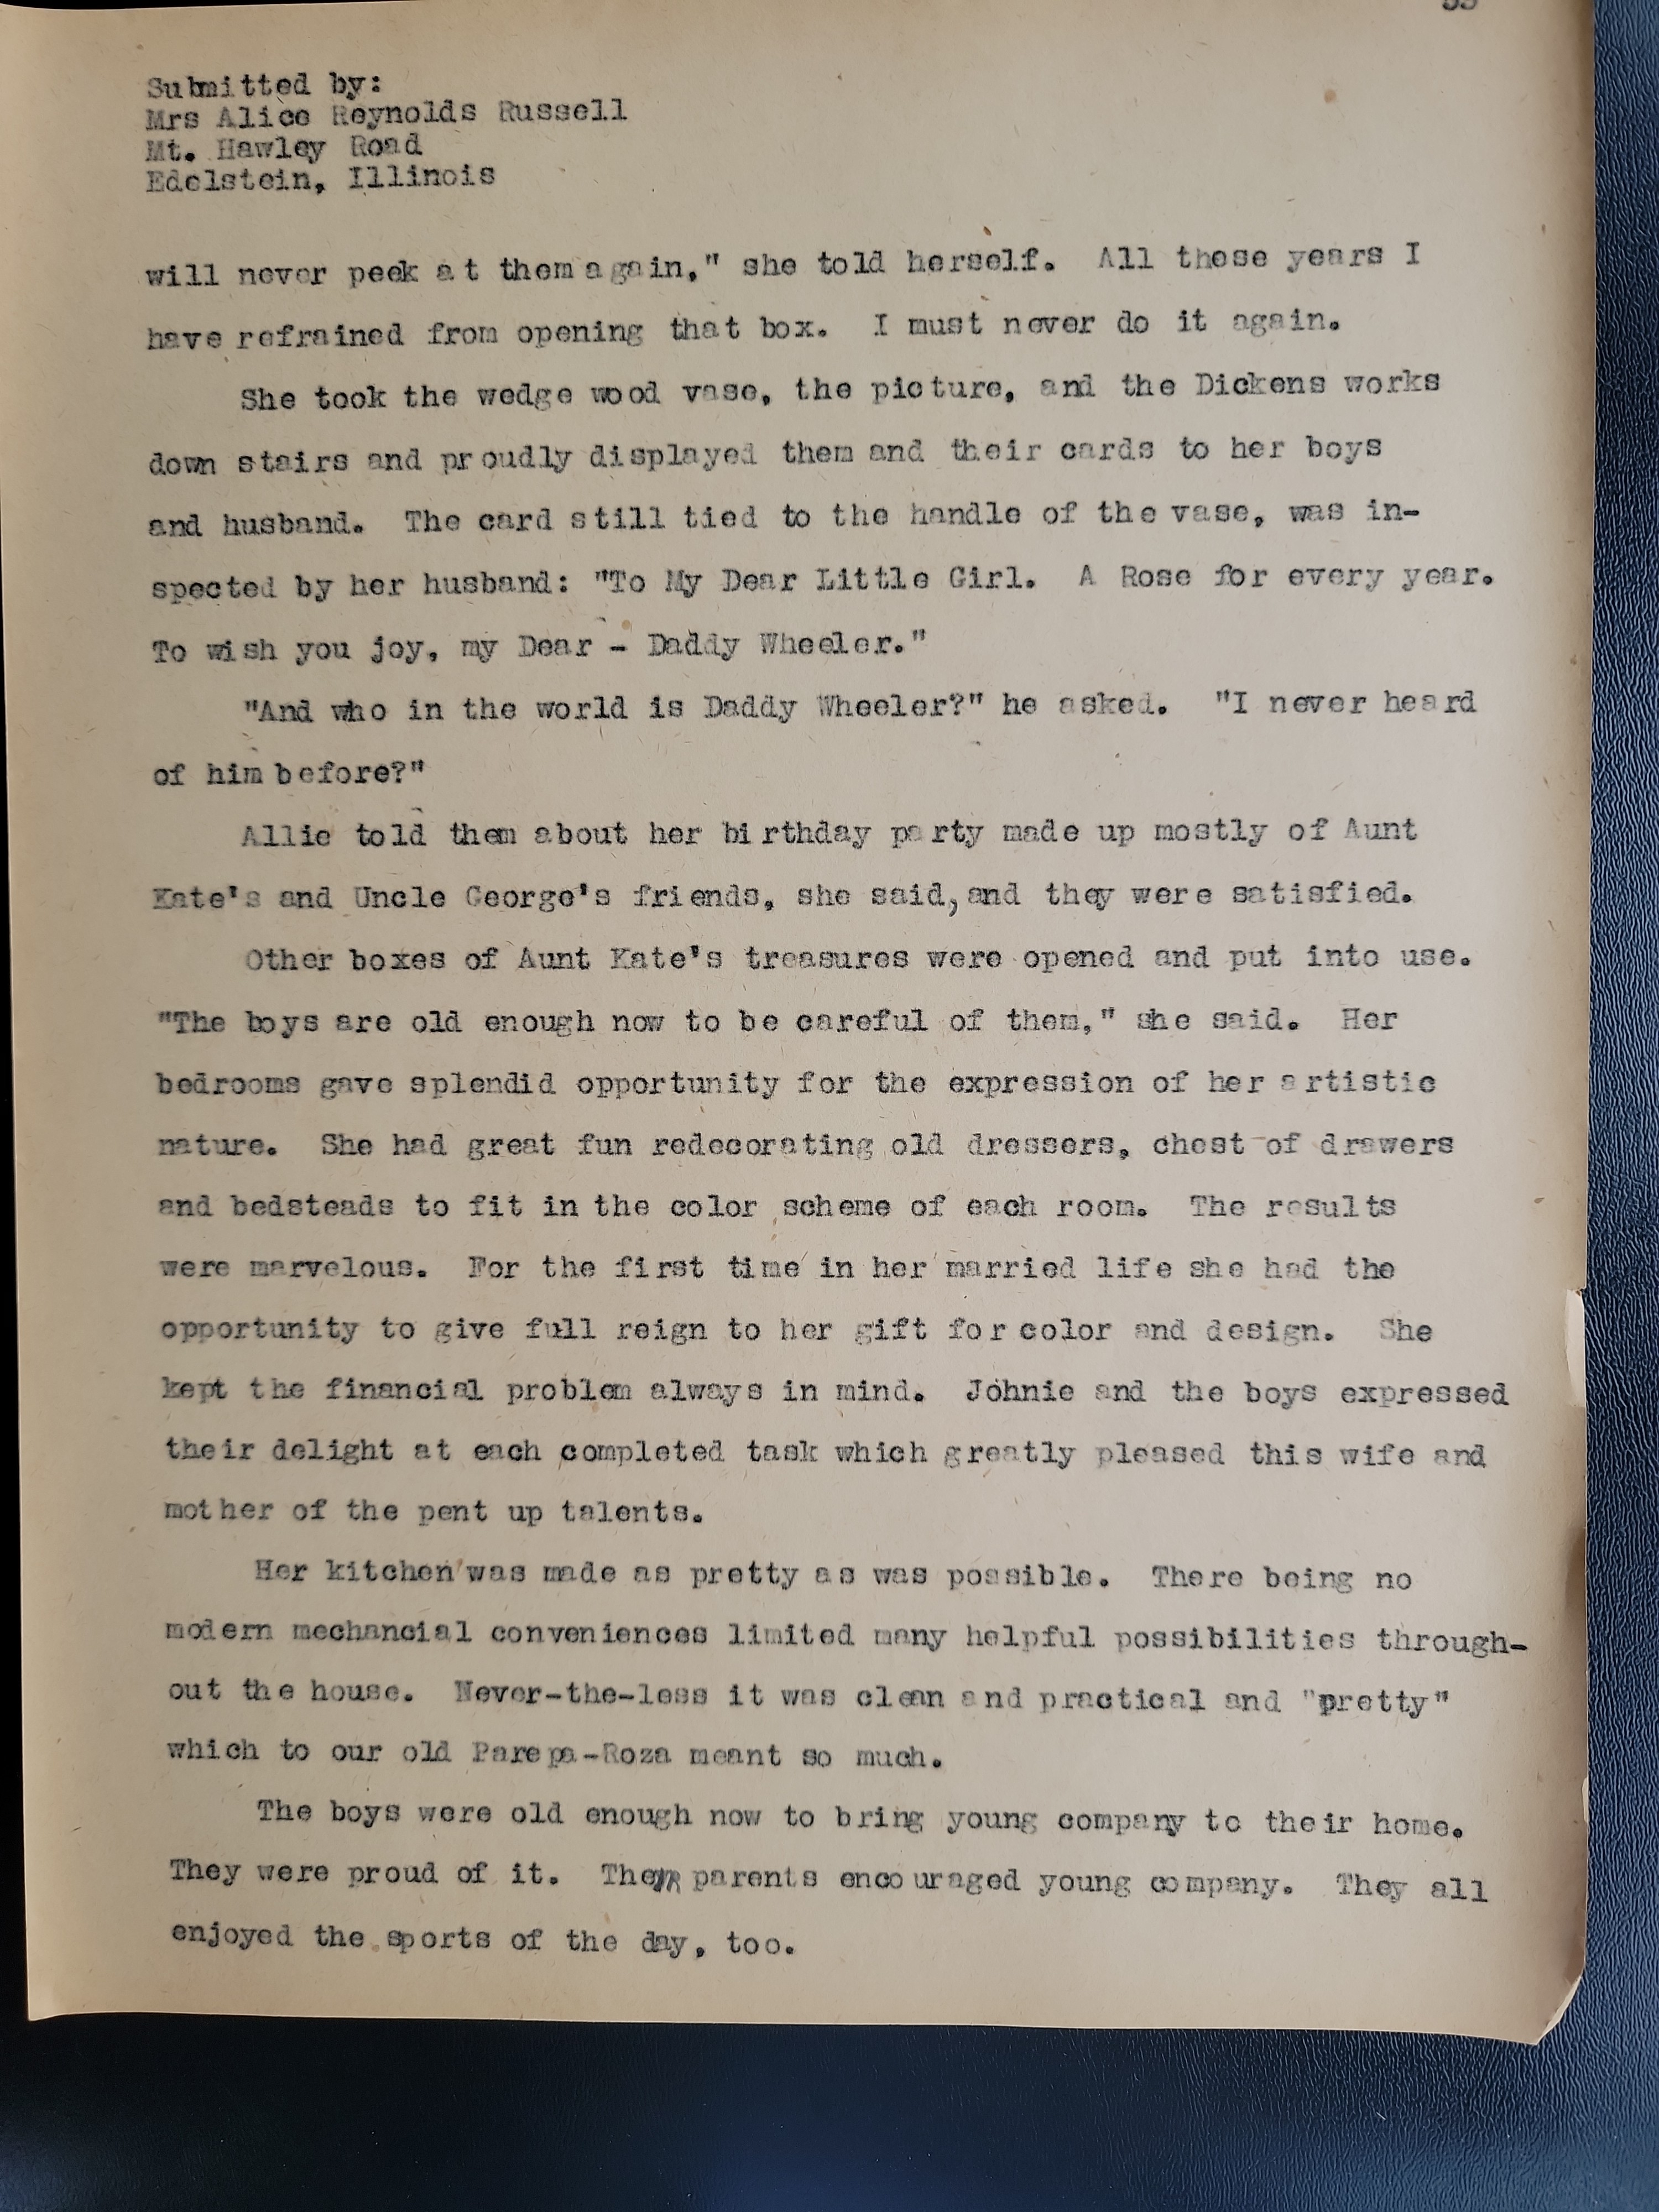 Submitted by:
Mrs Alice Reynolds Russell
Mt. Hawley Road
Edelstein, Illinois
will never peek at them again," she told herself. All these years I
have refrained from opening that box. I must never do it again.
She took the wedge wood vase, the picture, and the Dickens works
down stairs and proudly displayed them and their cards to her boys
and husband. The card still tied to the handle of the vase, was in-
spected by her husband: "To My Dear Little Girl. A Rose for every year.
To wish you joy, my Dear - Daddy Wheeler."
"And who in the world is Daddy Wheeler?" he asked. "I never heard
of him before?"
Allie told them about her birthday party made up mostly of Aunt
Kate's and Uncle George's friends, she said, and they were satisfied.
Other boxes of Aunt Kate's treasures were opened and put into use.
"The boys are old enough now to be careful of them," she said. Her
bedrooms gave splendid opportunity for the expression of her artistic
nature. She had great fun redecorating old dressers, chest of drawers
and bedsteads to fit in the color scheme of each room. The results
were marvelous. For the first time in her married life she had the
opportunity to give full reign to her gift for color and design. She
kept the financial problem always in mind. Johnie and the boys expressed
their delight at each completed task which greatly pleased this wife and
mother of the pent up talents.
Her kitchen was made as pretty as was possible. There being no
modern mechancial conveniences limited many helpful possibilities through-
out the house. Never-the-less it was clean and practical and "pretty"
which to our old Parepa-Roza meant so much.
The boys were old enough now to bring young company to their home.
They were proud of it. parents encouraged young company. They all
enjoyed the sports of the day, too.